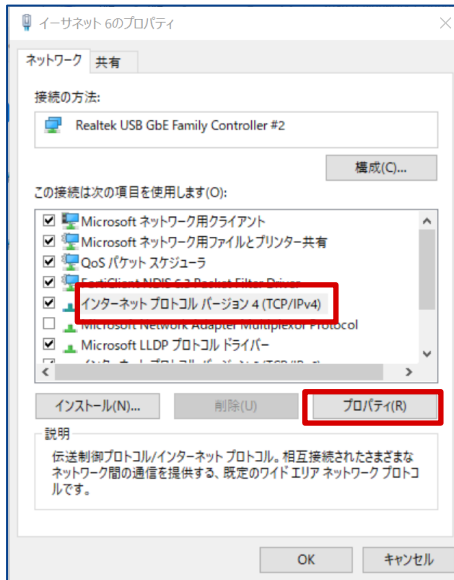 イーサネット 6のプロパティ
ネットワーク 共有
接続の方法:
Realtek USB GbE Family Controller #2
構成(C)...
この接続は次の項目を使用します(O):
Microsoft ネットワーク用クライアント
Microsoft ネットワーク用ファイルとプリンター共有
QoS パケット スケジューラ
FortiClient NDIS 6.3 Packet Filter Driver
インターネット プロトコル バージョン 4 (TCP/IPv4)
Microsoft Network Adapter Multiplexor Protocol
Microsoft LLDP プロトコル ドライバー
インストール(N)... 削除(U) プロパティ(R)
説明
伝送制御プロトコル/インターネット プロトコル。相互接続されたさまざまな
ネットワーク間の通信を提供する、既定のワイド エリア ネットワーク プロトコ
ルです。
OK キャンセル